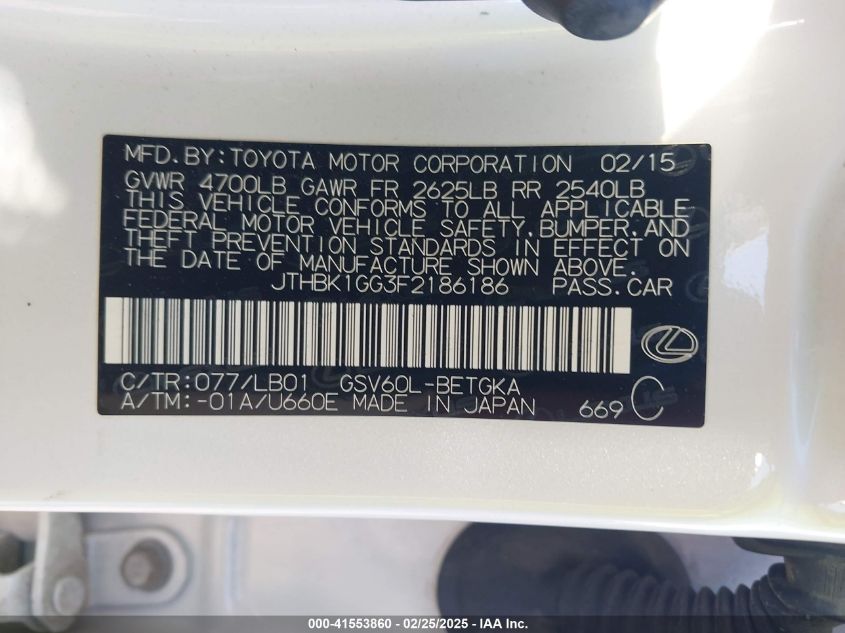 MFD.BY:TOYOTA MOTOR CORPORATION 02/15
GVWR 4700LB GAWR FR 2625LB RR 2540LB
THIS VEHICLE CONFORMS TO ALL APPLICABLE
FEDERAL MOTOR VEHICLE SAFETY,BUMPER,AND
THEFT PREVENTION STANDARDS IN EFFECT ON
THE DATE OF MANUFACTURE SHOWN ABOVE.
JTHBK1GG3F2186186 PASS.CAR
C/TR:077/LB01 GSV60L-BETGKA
A/TM:-01A/U660E MADE IN JAPAN 669 C
000-41553860 - 02/25/2025 - IAA Inc.